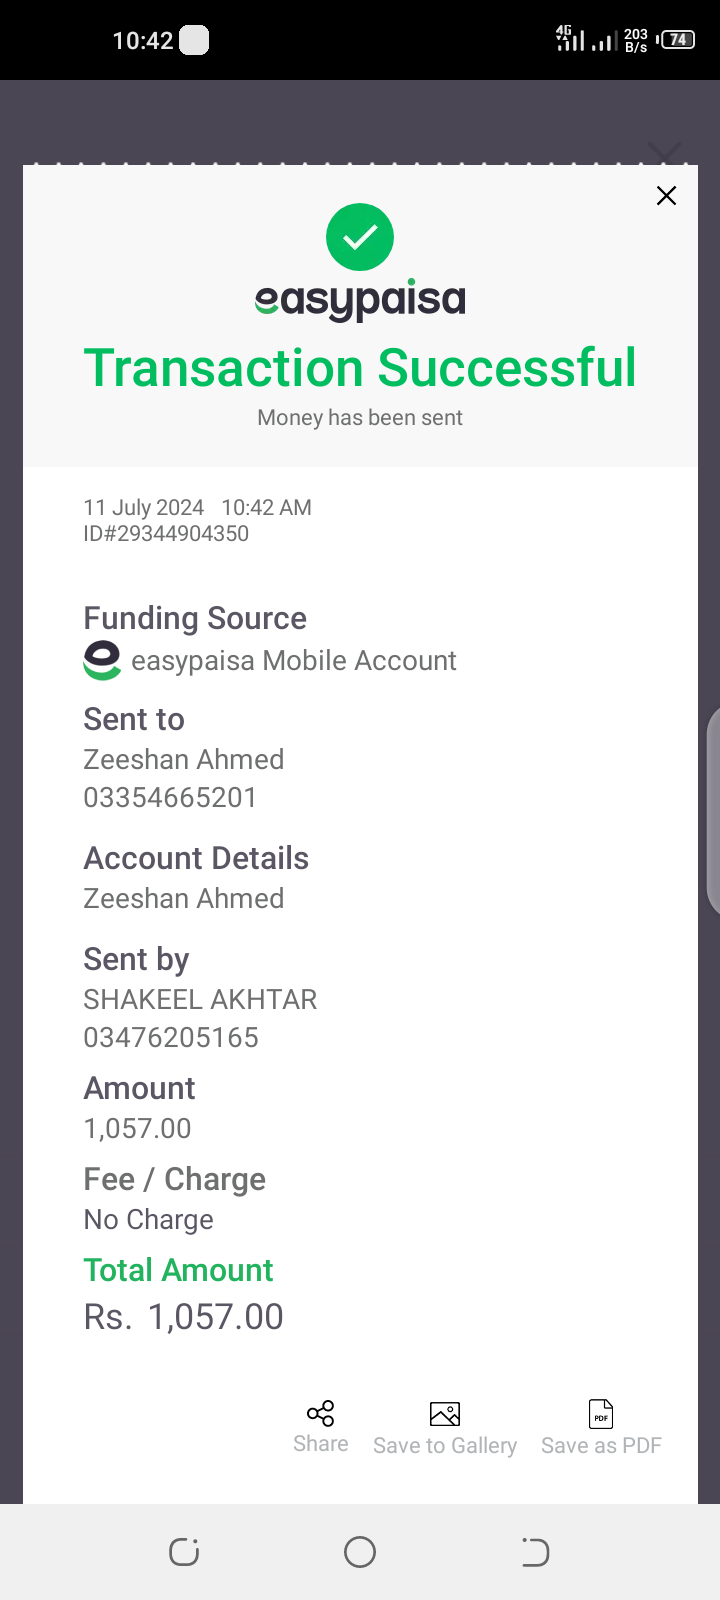 10:42
4G
203
B/s
74
easypaisa
Transaction Successful
Money has been sent
11 July 2024 10:42 AM
ID#29344904350
Funding Source
easypaisa Mobile Account
Sent to
Zeeshan Ahmed
03354665201
Account Details
Zeeshan Ahmed
Sent by
SHAKEEL AKHTAR
03476205165
Amount
1,057.00
Fee / Charge
No Charge
Total Amount
Rs. 1,057.00
PDF
Share
Save to Gallery
Save as PDF